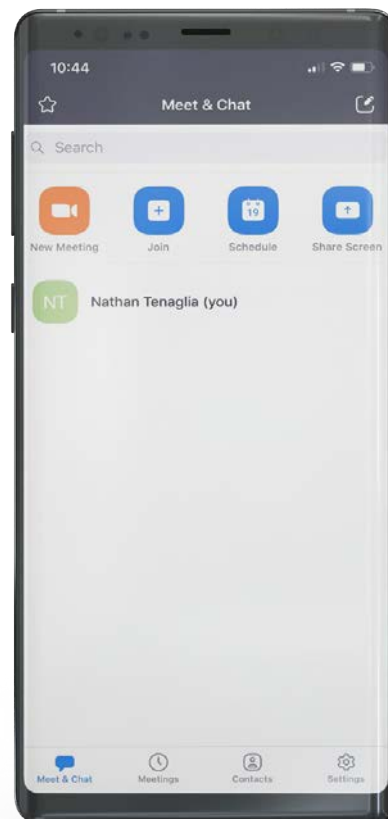 10:44
Meet & Chat
Search
19
New Meeting Join Schedule Share Screen
NT Nathan Tenaglia (you)
Meet & Chat Meetings Contacts Settings